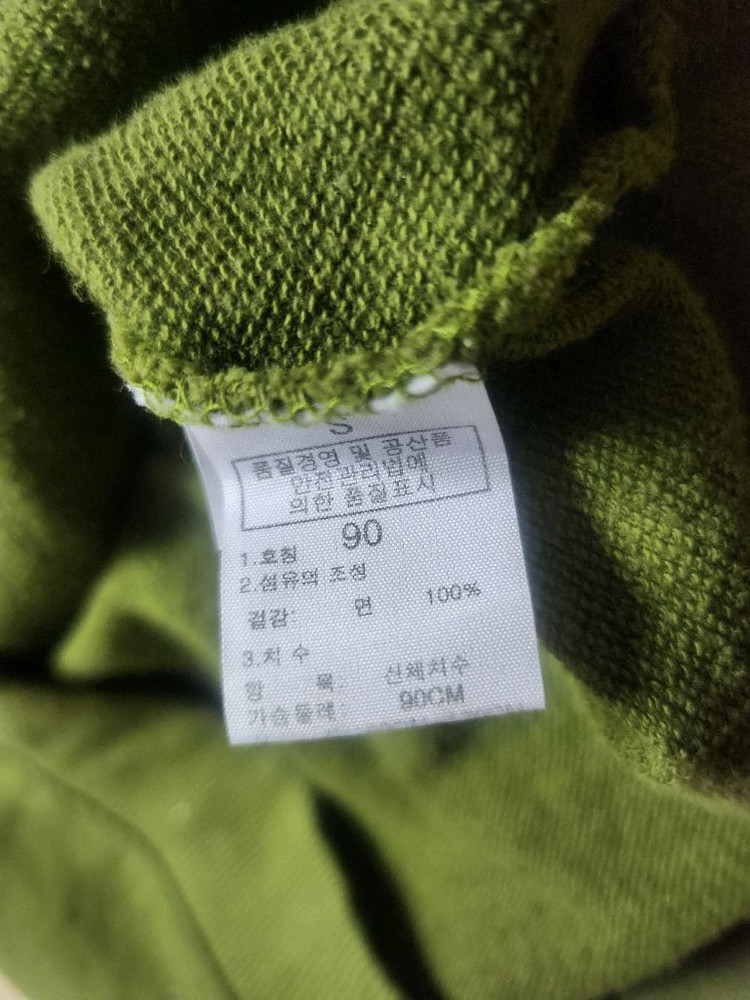 S
품질경영 및 공산품
안전관리법에
의한 품질표시
90
1.호칭
2.섬유의 조성
겉감: 면 100%
3.치 수
항 목: 신체치수
가슴둘레: 90CM